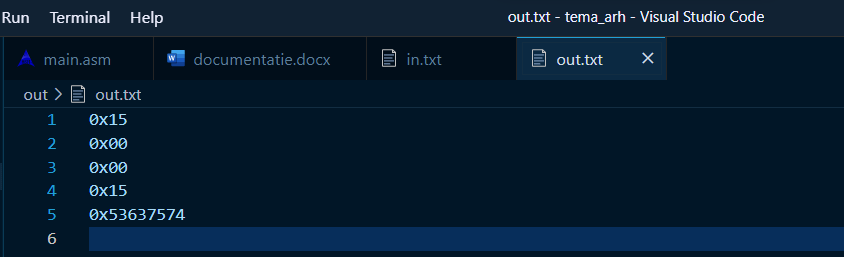 Run Terminal Help out.txt - tema_arh - Visual Studio Code
main.asm documentatie.docx in.txt out.txt
out > out.txt
1 0x15
2 0x00
3 0x00
4 0x15
5 0x53637574
6